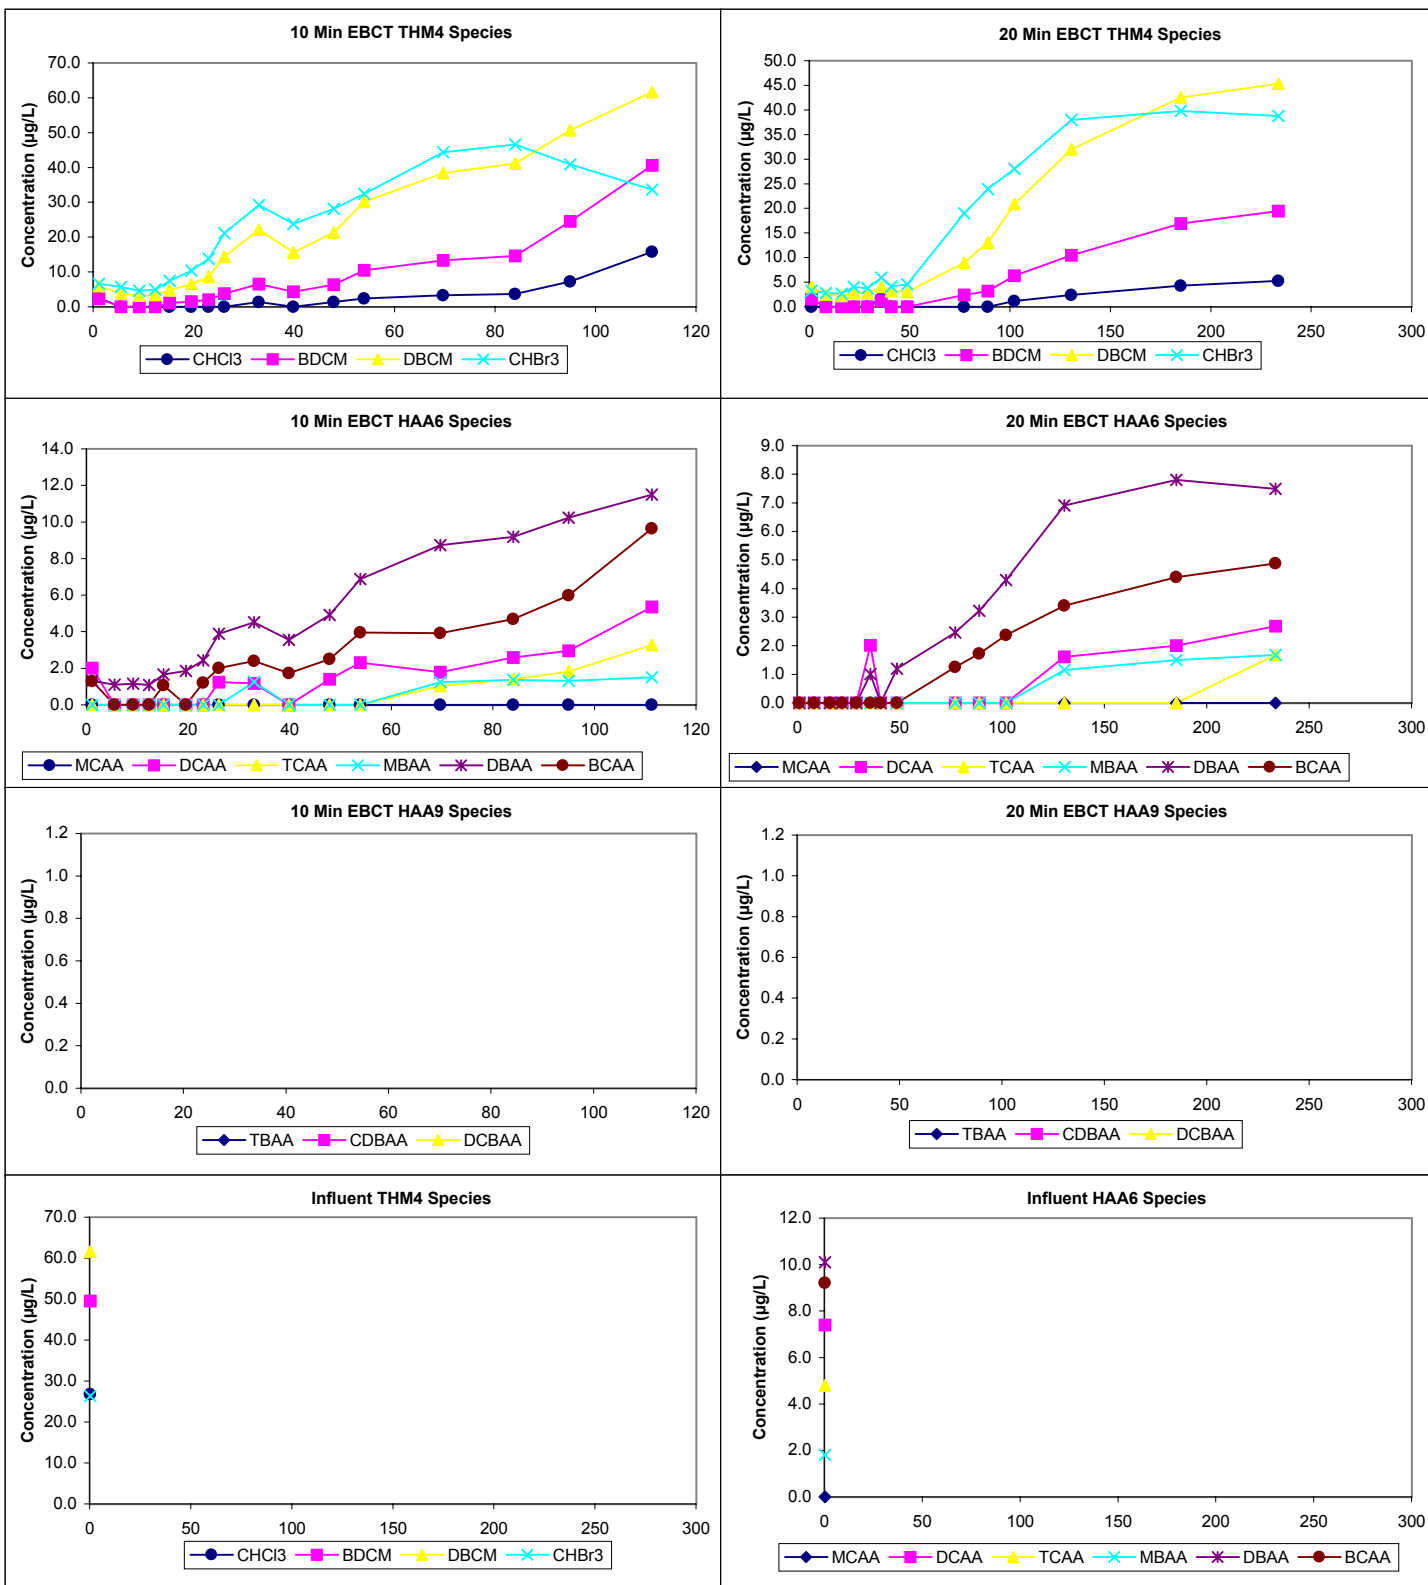 10 Min EBCT THM4 Species
Concentration (µg/L)
70.0
60.0
50.0
40.0
30.0
20.0
10.0
0.0
0 20 40 60 80 100 120
CHCl3 BDCM DBCM CHBr3
20 Min EBCT THM4 Species
Concentration (µg/L)
50.0
45.0
40.0
35.0
30.0
25.0
20.0
15.0
10.0
5.0
0.0
0 50 100 150 200 250 300
CHCl3 BDCM DBCM CHBr3
10 Min EBCT HAA6 Species
Concentration (µg/L)
14.0
12.0
10.0
8.0
6.0
4.0
2.0
0.0
0 20 40 60 80 100 120
MCAA DCAA TCAA MBAA DBAA BCAA
20 Min EBCT HAA6 Species
Concentration (µg/L)
9.0
8.0
7.0
6.0
5.0
4.0
3.0
2.0
1.0
0.0
0 50 100 150 200 250 300
MCAA DCAA TCAA MBAA DBAA BCAA
10 Min EBCT HAA9 Species
Concentration (µg/L)
1.2
1.0
0.8
0.6
0.4
0.2
0.0
0 20 40 60 80 100 120
TBAA CDBAA DCBAA
20 Min EBCT HAA9 Species
Concentration (µg/L)
1.2
1.0
0.8
0.6
0.4
0.2
0.0
0 50 100 150 200 250 300
TBAA CDBAA DCBAA
Influent THM4 Species
Concentration (µg/L)
70.0
60.0
50.0
40.0
30.0
20.0
10.0
0.0
0 50 100 150 200 250 300
CHCl3 BDCM DBCM CHBr3
Influent HAA6 Species
Concentration (µg/L)
12.0
10.0
8.0
6.0
4.0
2.0
0.0
0 50 100 150 200 250 300
MCAA DCAA TCAA MBAA DBAA BCAA